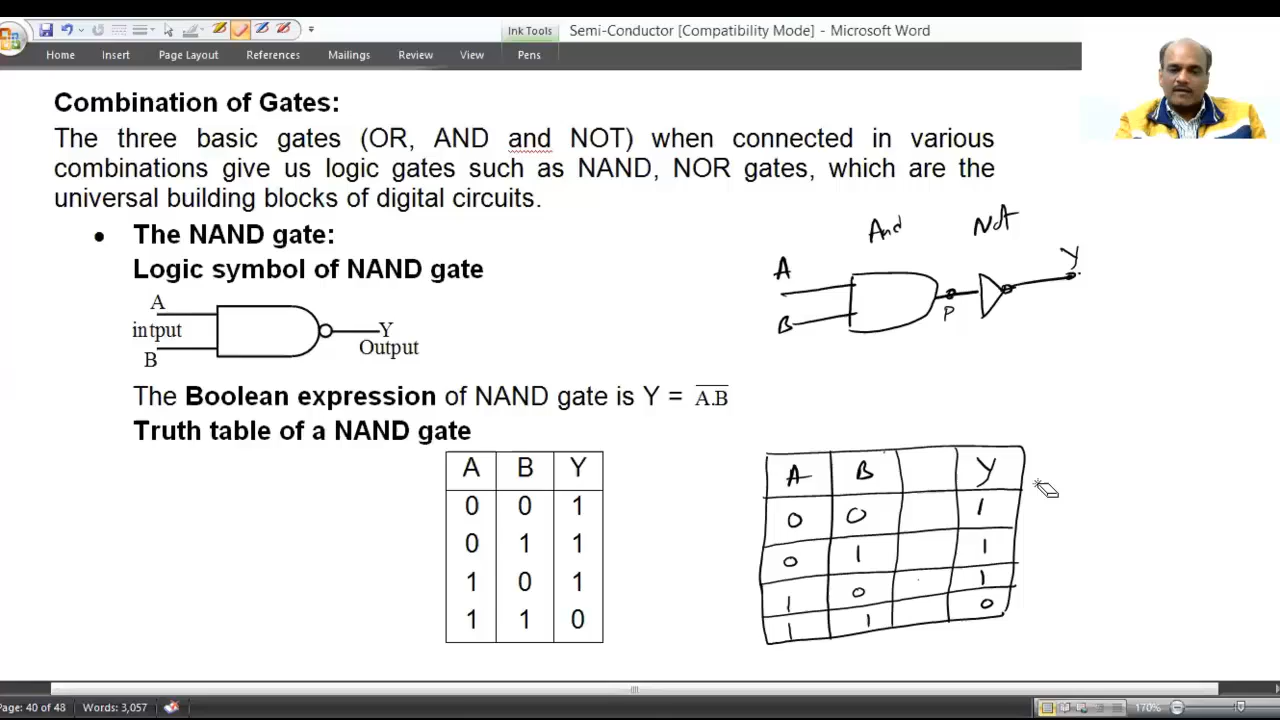 Ink Tools
Semi-Conductor [Compatibility Mode] - Microsoft Word
Home Insert Page Layout References Mailings Review View Pens
Combination of Gates:
The three basic gates (OR, AND and NOT) when connected in various
combinations give us logic gates such as NAND, NOR gates, which are the
universal building blocks of digital circuits.
• The NAND gate:
Logic symbol of NAND gate
A
intput
B
Y
Output
And NOT
A
B
P
Y
The Boolean expression of NAND gate is Y = A.B
Truth table of a NAND gate
A B Y
0 0 1
0 1 1
1 0 1
1 1 0
A B Y
0 0 1
0 1 1
1 0 1
1 1 0
Page: 40 of 48 Words: 3,057 170%